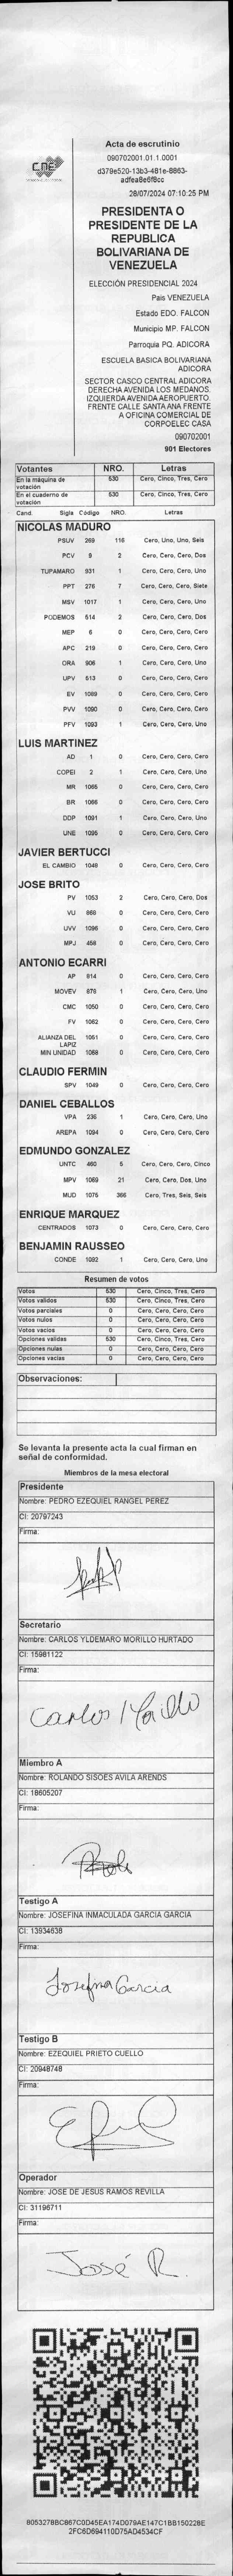 CNE
Acta de escrutinio
090702001.01.1.0001
d379e520-13b3-481e-8863-
adfea8e6f8cc
28/07/2024 07:10:25 PM
PRESIDENTA O
PRESIDENTE DE LA
REPUBLICA
BOLIVARIANA DE
VENEZUELA
ELECCIÓN PRESIDENCIAL 2024
Pais VENEZUELA
Estado EDO. FALCON
Municipio MP. FALCON
Parroquia PQ. ADICORA
ESCUELA BASICA BOLIVARIANA
ADICORA
SECTOR CASCO CENTRAL ADICORA
DERECHA AVENIDA LOS MEDANOS.
IZQUIERDA AVENIDA AEROPUERTO.
FRENTE CALLE SANTA ANA FRENTE
A OFICINA COMERCIAL DE
CORPOELEC CASA
090702001
901 Electores
Votantes NRO. Letras
En la máquina de votación 530 Cero, Cinco, Tres, Cero
En el cuaderno de votación 530 Cero, Cinco, Tres, Cero
Cand. Sigla Código NRO. Letras
NICOLAS MADURO
PSUV 269 116 Cero, Uno, Uno, Seis
PCV 9 2 Cero, Cero, Cero, Dos
TUPAMARO 931 1 Cero, Cero, Cero, Uno
PPT 276 7 Cero, Cero, Cero, Siete
MSV 1017 1 Cero, Cero, Cero, Uno
PODEMOS 514 2 Cero, Cero, Cero, Dos
MEP 6 0 Cero, Cero, Cero, Cero
APC 219 0 Cero, Cero, Cero, Cero
ORA 906 1 Cero, Cero, Cero, Uno
UPV 513 0 Cero, Cero, Cero, Cero
EV 1089 0 Cero, Cero, Cero, Cero
PVV 1090 0 Cero, Cero, Cero, Cero
PFV 1093 1 Cero, Cero, Cero, Uno
LUIS MARTINEZ
AD 1 0 Cero, Cero, Cero, Cero
COPEI 2 1 Cero, Cero, Cero, Uno
MR 1065 0 Cero, Cero, Cero, Cero
BR 1066 0 Cero, Cero, Cero, Cero
DDP 1091 1 Cero, Cero, Cero, Uno
UNE 1095 0 Cero, Cero, Cero, Cero
JAVIER BERTUCCI
EL CAMBIO 1048 0 Cero, Cero, Cero, Cero
JOSE BRITO
PV 1053 2 Cero, Cero, Cero, Dos
VU 869 0 Cero, Cero, Cero, Cero
UVV 1096 0 Cero, Cero, Cero, Cero
MPJ 458 0 Cero, Cero, Cero, Cero
ANTONIO ECARRI
AP 914 0 Cero, Cero, Cero, Cero
MOVEV 876 1 Cero, Cero, Cero, Uno
CMC 1050 0 Cero, Cero, Cero, Cero
FV 1062 0 Cero, Cero, Cero, Cero
ALIANZA DEL LAPIZ 1051 0 Cero, Cero, Cero, Cero
MIN UNIDAD 1088 0 Cero, Cero, Cero, Cero
CLAUDIO FERMIN
SPV 1049 0 Cero, Cero, Cero, Cero
DANIEL CEBALLOS
VPA 236 1 Cero, Cero, Cero, Uno
AREPA 1094 0 Cero, Cero, Cero, Cero
EDMUNDO GONZALEZ
UNTC 460 5 Cero, Cero, Cero, Cinco
MPV 1069 21 Cero, Cero, Dos, Uno
MUD 1075 366 Cero, Tres, Seis, Seis
ENRIQUE MARQUEZ
CENTRADOS 1073 0 Cero, Cero, Cero, Cero
BENJAMIN RAUSSEO
CONDE 1082 1 Cero, Cero, Cero, Uno
Resumen de votos
Votos 530 Cero, Cinco, Tres, Cero
Votos validos 530 Cero, Cinco, Tres, Cero
Votos parciales 0 Cero, Cero, Cero, Cero
Votos nulos 0 Cero, Cero, Cero, Cero
Votos vacios 0 Cero, Cero, Cero, Cero
Opciones validas 530 Cero, Cinco, Tres, Cero
Opciones nulas 0 Cero, Cero, Cero, Cero
Opciones vacias 0 Cero, Cero, Cero, Cero
Observaciones:
Se levanta la presente acta la cual firman en
señal de conformidad.
Miembros de la mesa electoral
Presidente
Nombre: PEDRO EZEQUIEL RANGEL PEREZ
CI: 20797243
Firma:
Secretario
Nombre: CARLOS YLDEMARO MORILLO HURTADO
CI: 15981122
Firma:
Carlos Morillo
Miembro A
Nombre: ROLANDO SISOES AVILA ARENDS
CI: 18605207
Firma:
Testigo A
Nombre: JOSEFINA INMACULADA GARCIA GARCIA
CI: 13934638
Firma:
Josefina Garcia
Testigo B
Nombre: EZEQUIEL PRIETO CUELLO
CI: 20948748
Firma:
Operador
Nombre: JOSE DE JESUS RAMOS REVILLA
CI: 31196711
Firma:
José R.
8053278BC867C0D45EA174D079AE147C1BB150228E
2FC6D694110D75AD4534CF